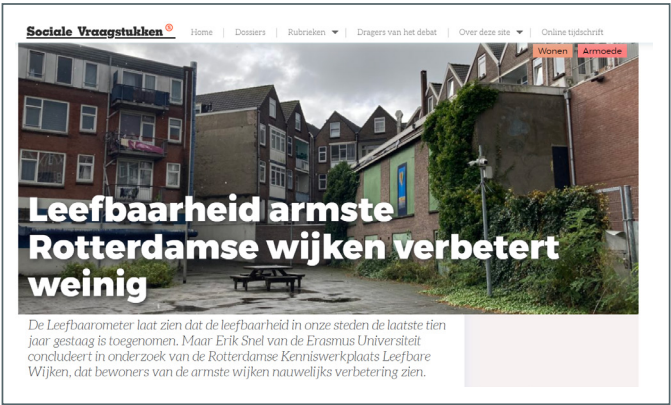 Sociale Vraagstukken ®
Home | Dossiers | Rubrieken | Dragers van het debat | Over deze site | Online tijdschrift
Wonen Armoede
Leefbaarheid armste
Rotterdamse wijken verbetert
weinig
De Leefbaarometer laat zien dat de leefbaarheid in onze steden de laatste tien
jaar gestaag is toegenomen. Maar Erik Snel van de Erasmus Universiteit
concludeert in onderzoek van de Rotterdamse Kenniswerkplaats Leefbare
Wijken, dat bewoners van de armste wijken nauwelijks verbetering zien.